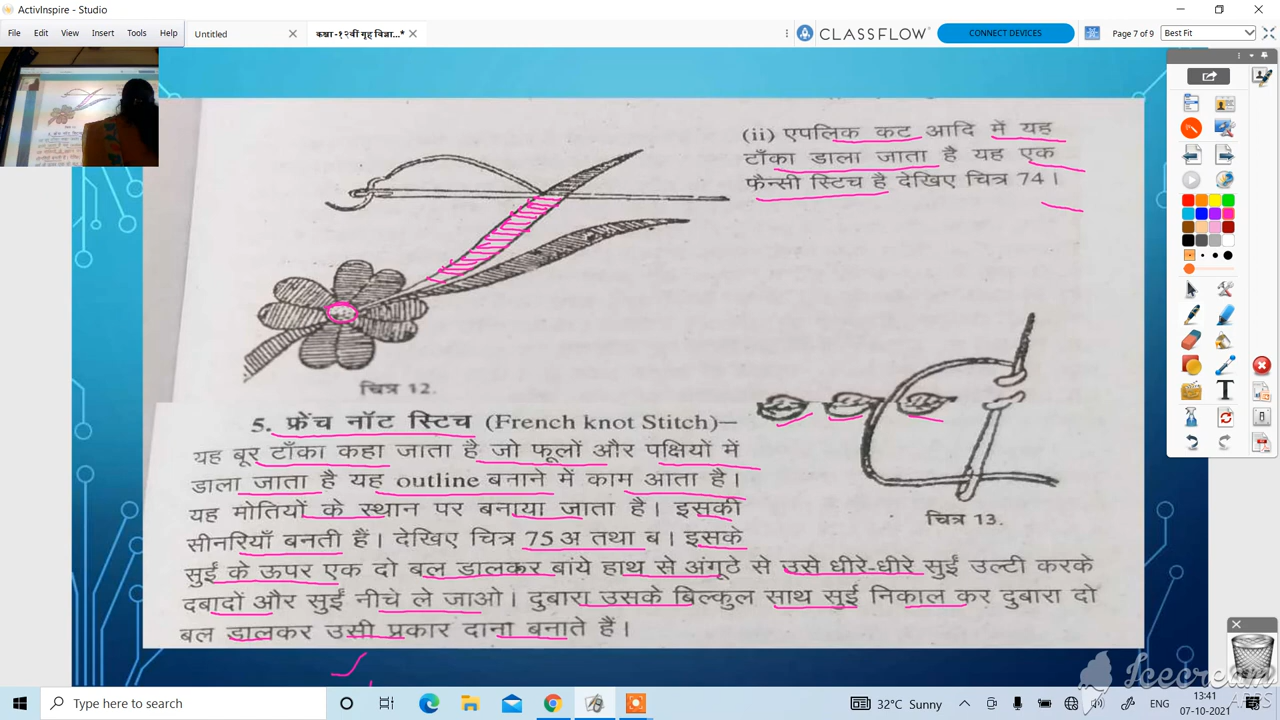 ActivInspire - Studio
File Edit View Insert Tools Help
Untitled
कक्षा-१२वीं गृह विज्ञा...*
CLASSFLOW
CONNECT DEVICES
Page 7 of 9
Best Fit
(ii) एपलिक कट आदि में यह
टाँका डाला जाता है यह एक
फैन्सी स्टिच है देखिए चित्र 74।
चित्र 12.
चित्र 13.
5. फ्रेंच नॉट स्टिच (French knot Stitch)—
यह बूर टाँका कहा जाता है जो फूलों और पक्षियों में
डाला जाता है यह outline बनाने में काम आता है।
यह मोतियों के स्थान पर बनाया जाता है। इसकी
सीनरियाँ बनती हैं। देखिए चित्र 75 अ तथा ब। इसके
सुईं के ऊपर एक दो बल डालकर बांये हाथ से अंगूठे से उसे धीरे-धीरे सुईं उल्टी करके
दबादों और सुईं नीचे ले जाओ। दुबारा उसके बिल्कुल साथ सुई निकाल कर दुबारा दो
बल डालकर उसी प्रकार दाना बनाते हैं।
Icecream
APPS
Type here to search
32°C Sunny
ENG
13:41
07-10-2021